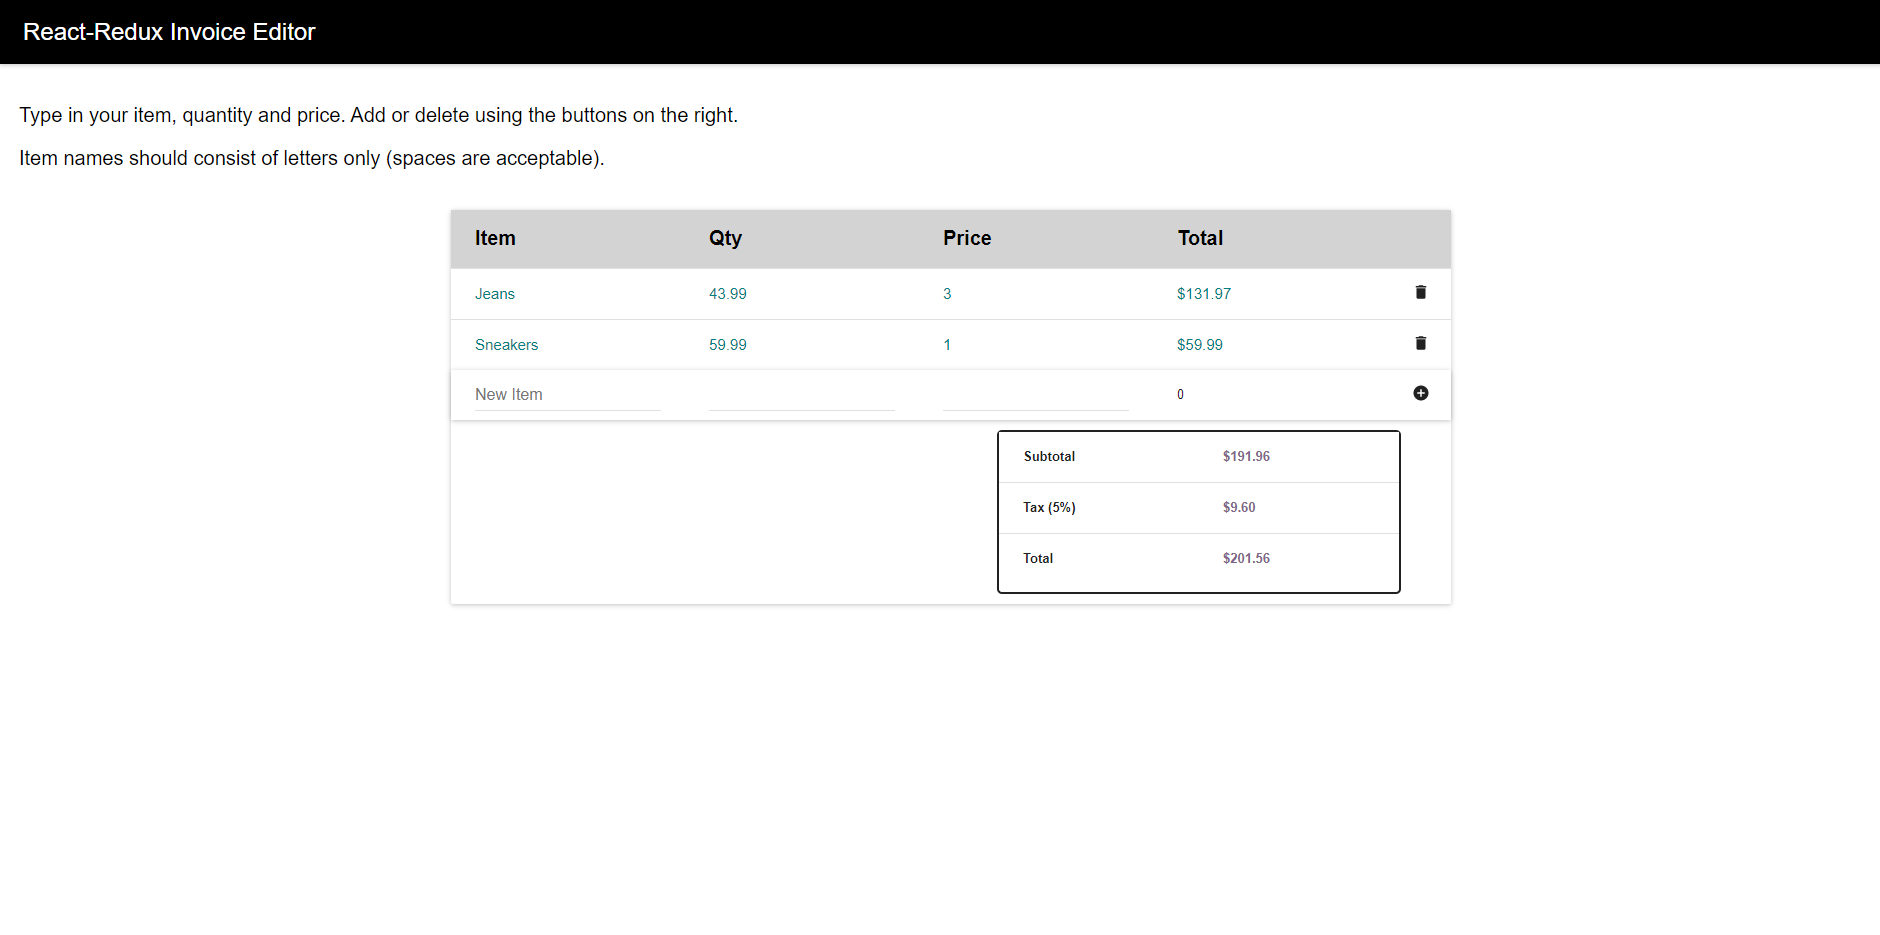 React-Redux Invoice Editor
Type in your item, quantity and price. Add or delete using the buttons on the right.
Item names should consist of letters only (spaces are acceptable).
Item Qty Price Total
Jeans 43.99 3 $131.97
Sneakers 59.99 1 $59.99
New Item 0
Subtotal $191.96
Tax (5%) $9.60
Total $201.56